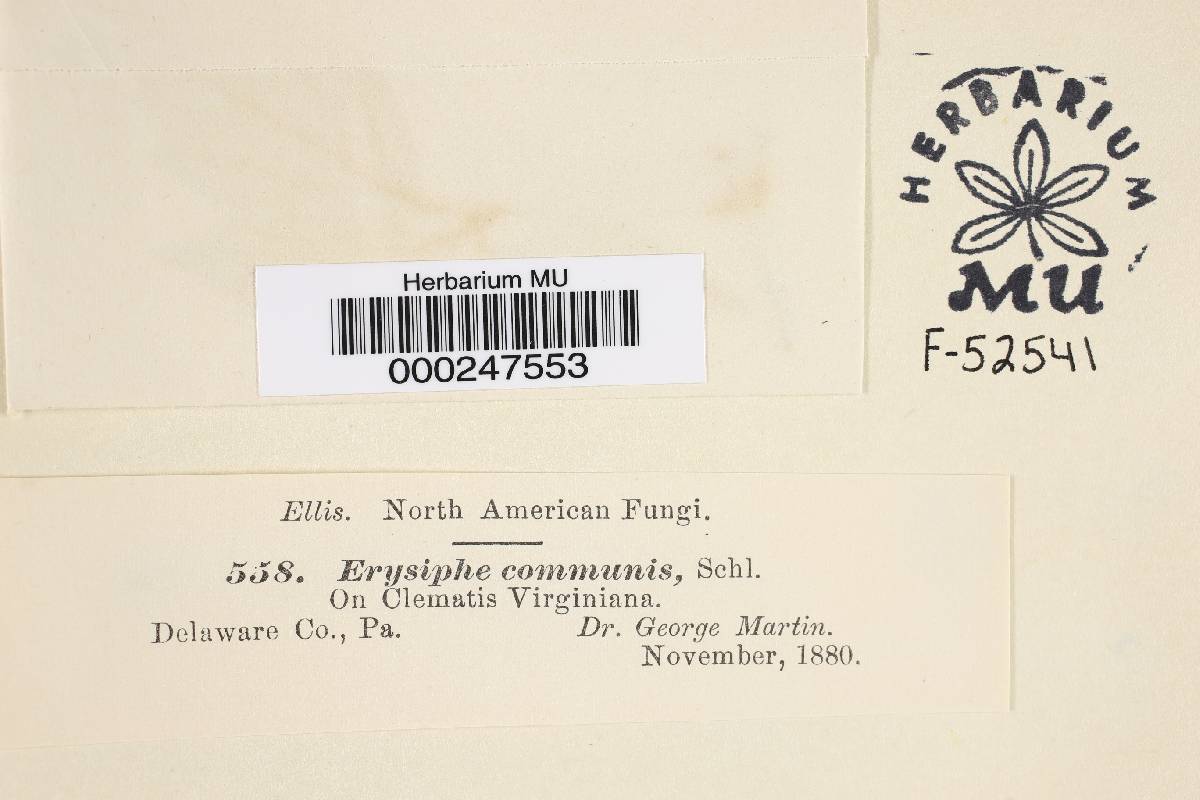 HERBARIUM
MU
F-52541
Herbarium MU
000247553
Ellis. North American Fungi.
558. Erysiphe communis, Schl.
On Clematis Virginiana.
Delaware Co., Pa. Dr. George Martin.
November, 1880.